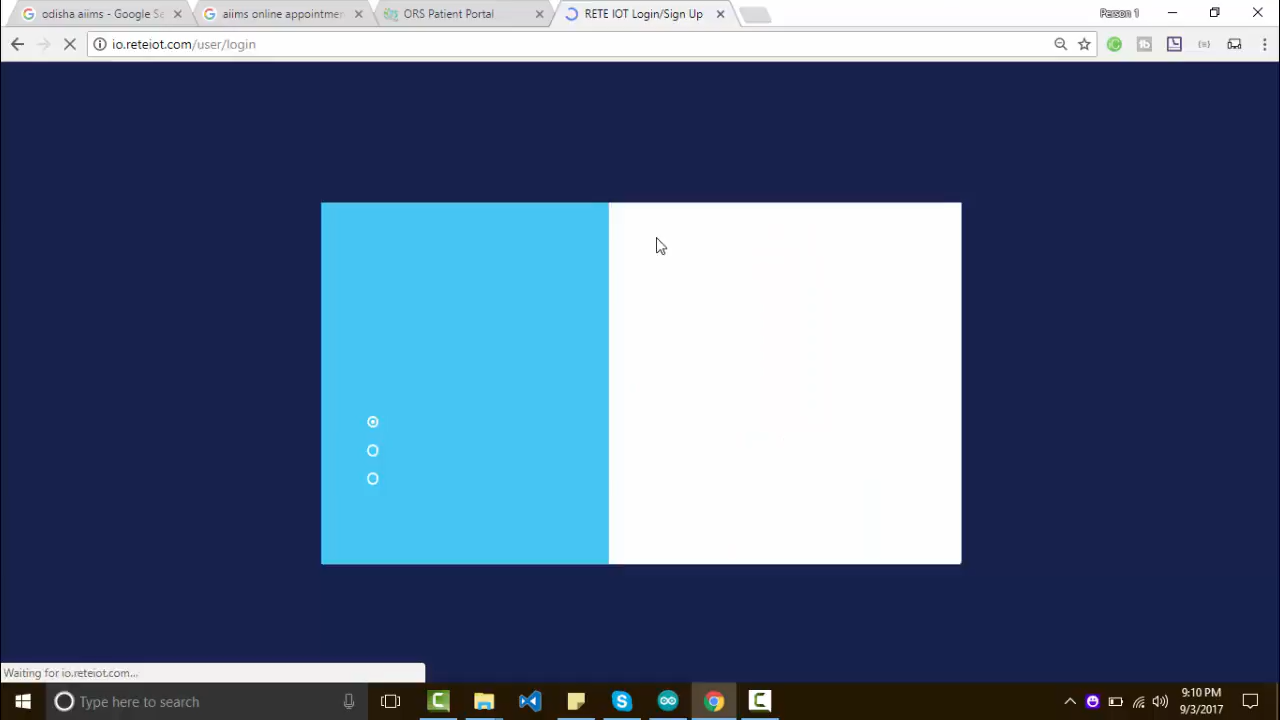 odisha aiims - Google Se
aiims online appointmen
ORS Patient Portal
RETE IOT Login/Sign Up
Person 1
io.reteiot.com/user/login
Waiting for io.reteiot.com...
Type here to search
9:10 PM
9/3/2017